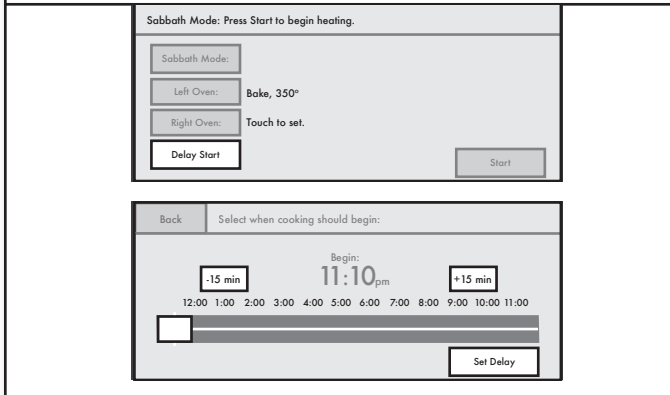 Sabbath Mode: Press Start to begin heating.
Sabbath Mode:
Left Oven: Bake, 350°
Right Oven: Touch to set.
Delay Start
Start
Back Select when cooking should begin:
Begin:
-15 min 11:10pm +15 min
12:00 1:00 2:00 3:00 4:00 5:00 6:00 7:00 8:00 9:00 10:00 11:00
Set Delay